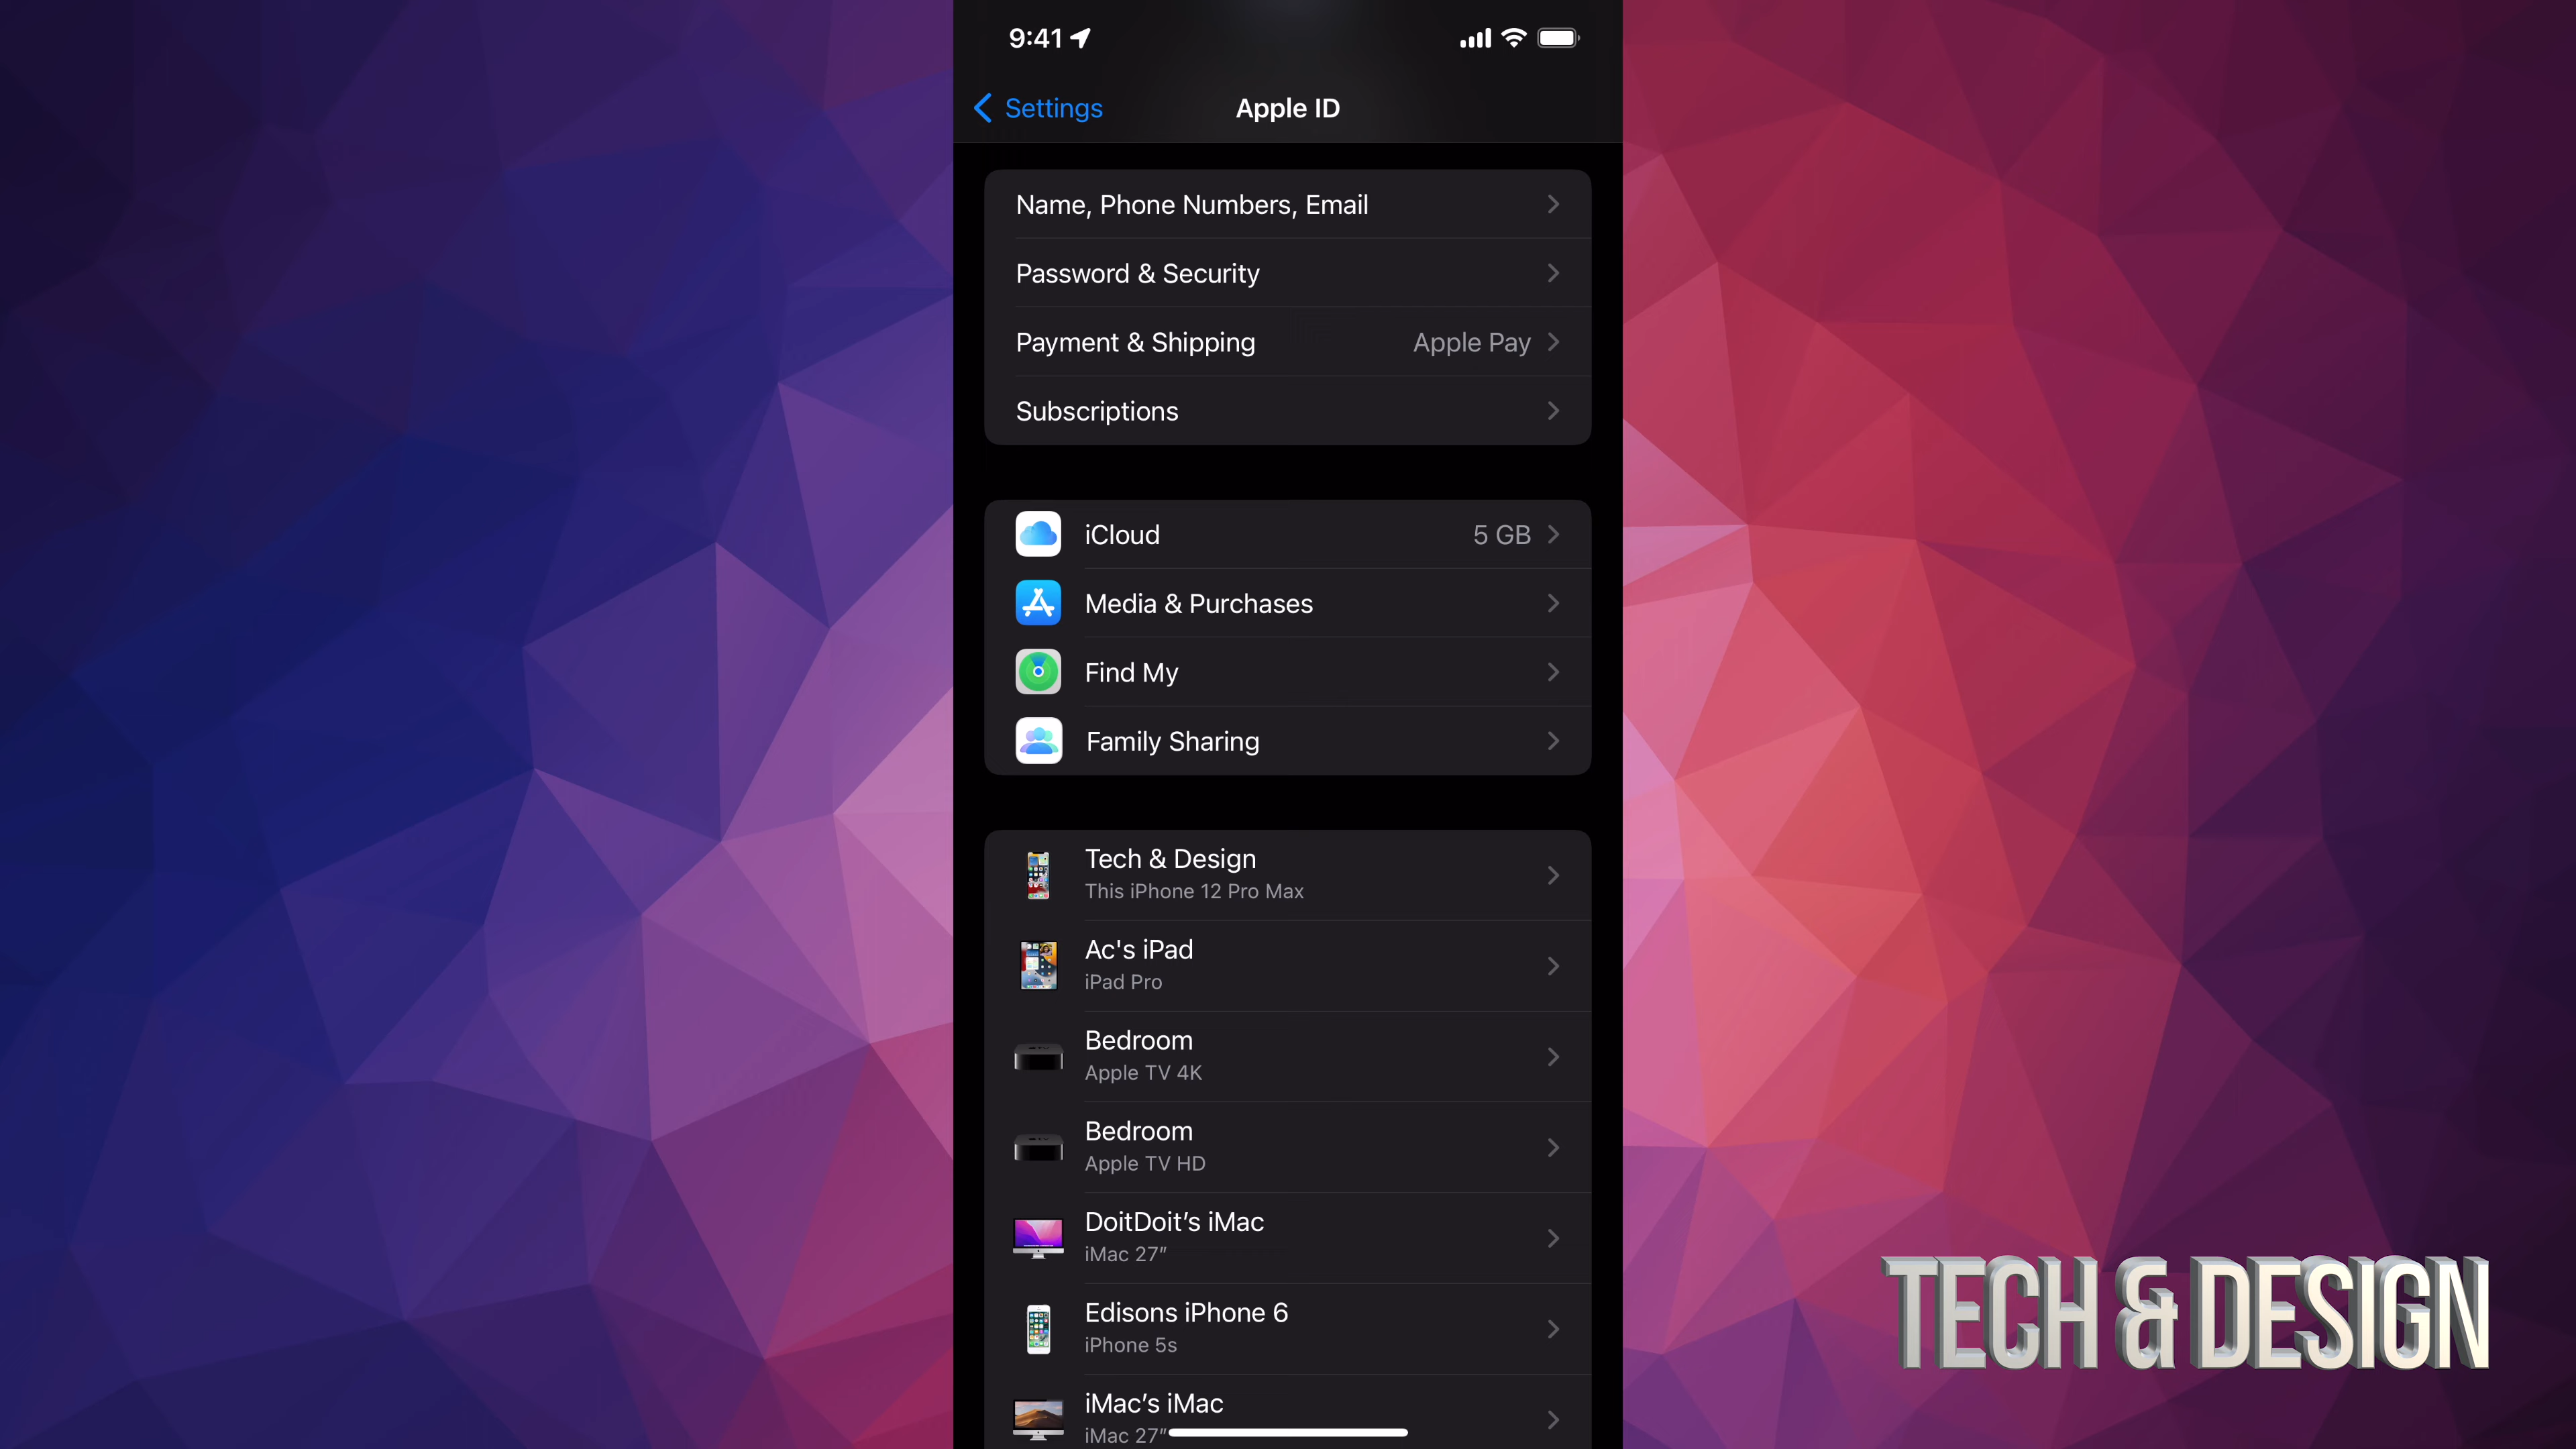 9:41
Settings
Apple ID
Name, Phone Numbers, Email
Password & Security
Payment & Shipping Apple Pay
Subscriptions
iCloud 5 GB
Media & Purchases
Find My
Family Sharing
Tech & Design
This iPhone 12 Pro Max
Ac's iPad
iPad Pro
Bedroom
Apple TV 4K
Bedroom
Apple TV HD
DoitDoit’s iMac
iMac 27”
Edisons iPhone 6
iPhone 5s
iMac’s iMac
iMac 27”
TECH & DESIGN